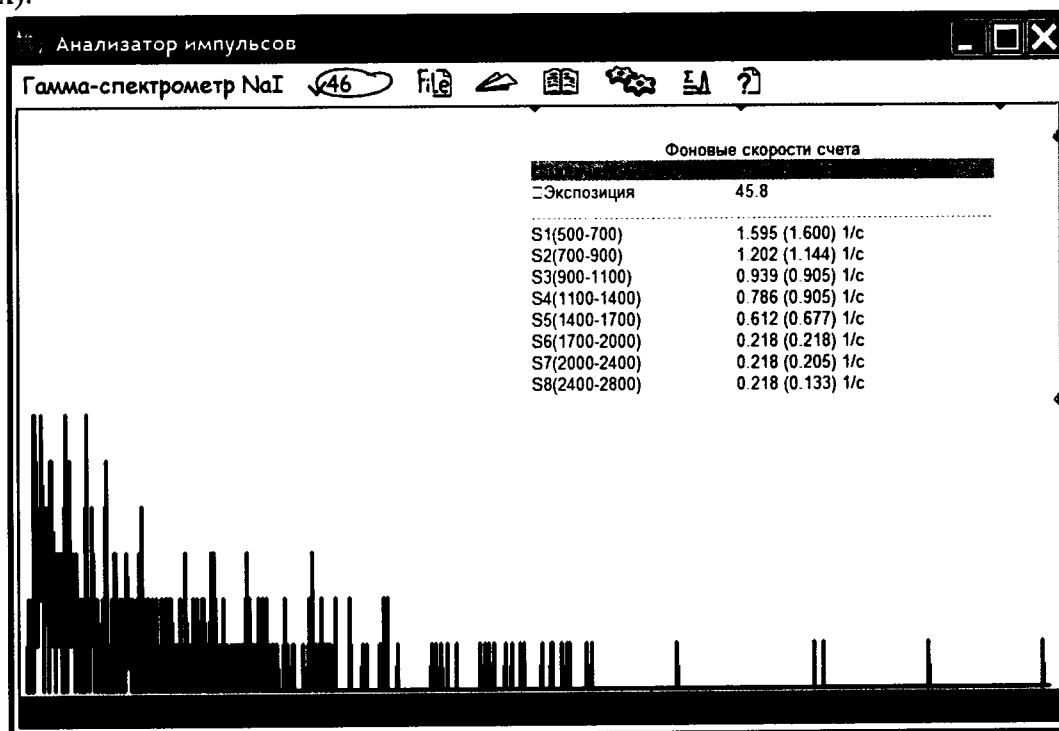 х).
Анализатор импульсов
Гамма-спектрометр NaI 46 File
Фоновые скорости счета
Экспозиция 45.8
S1(500-700) 1.595 (1.600) 1/с
S2(700-900) 1.202 (1.144) 1/с
S3(900-1100) 0.939 (0.905) 1/с
S4(1100-1400) 0.786 (0.905) 1/с
S5(1400-1700) 0.612 (0.677) 1/с
S6(1700-2000) 0.218 (0.218) 1/с
S7(2000-2400) 0.218 (0.205) 1/с
S8(2400-2800) 0.218 (0.133) 1/с